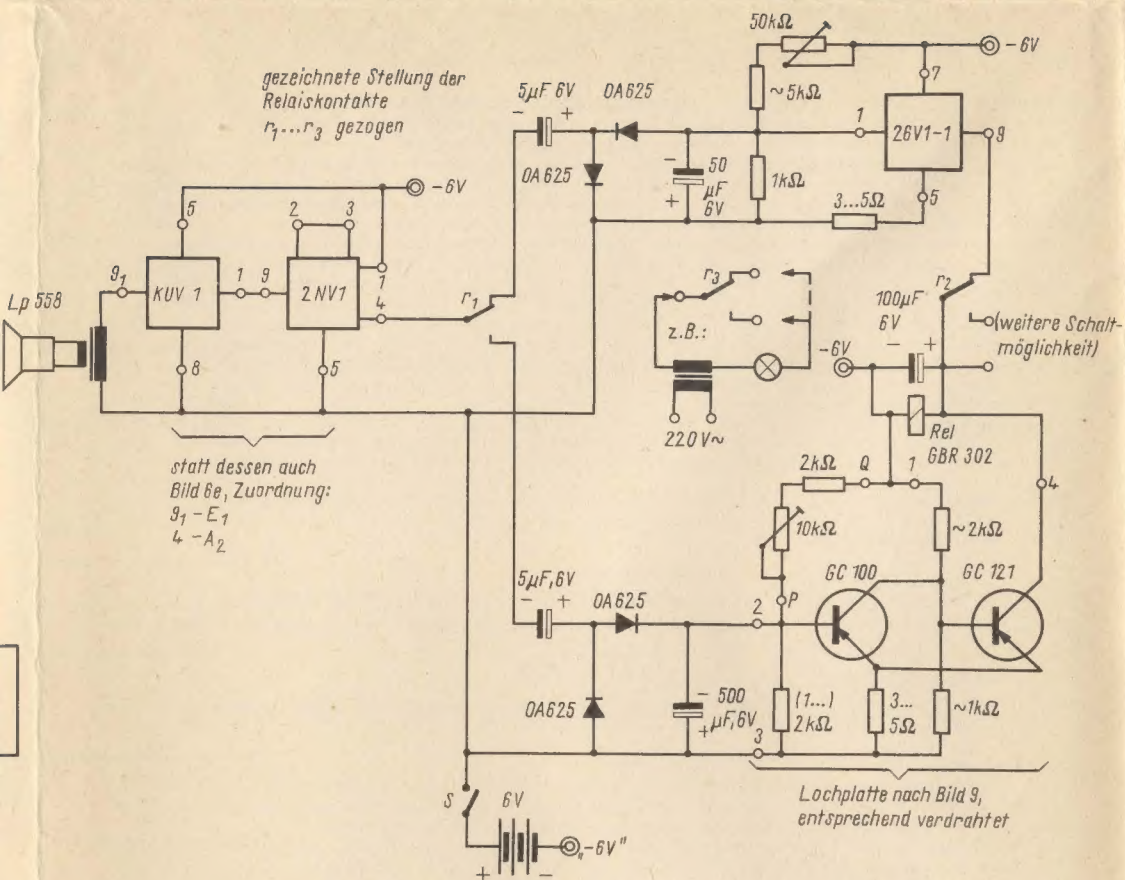 50kΩ
-6V
gezeichnete Stellung der
Relaiskontakte
r₁...r₃ gezogen
5µF 6V
- +
OA625
~5kΩ
7
1
26V1-1
9
OA625
-
50
µF
6V
+
1kΩ
3...5Ω
5
-6V
5
2
3
Lp 558
9₁
KUV 1
1
9
2NV1
1
4
r₁
8
5
r₃
z.B.:
220V~
r₂
100µF
6V
- +
-6V
(weitere Schalt-
möglichkeit)
Rel
GBR 302
statt dessen auch
Bild 6e, Zuordnung:
9₁ - E₁
4 - A₂
2kΩ
Q
1
4
10kΩ
~2kΩ
P
GC 100
GC 121
5µF, 6V
- +
OA625
2
OA625
- 500
+ µF, 6V
(1...)
2kΩ
3...
5Ω
~1kΩ
3
Lochplatte nach Bild 9,
entsprechend verdrahtet
S
6V
+ -
„-6V"